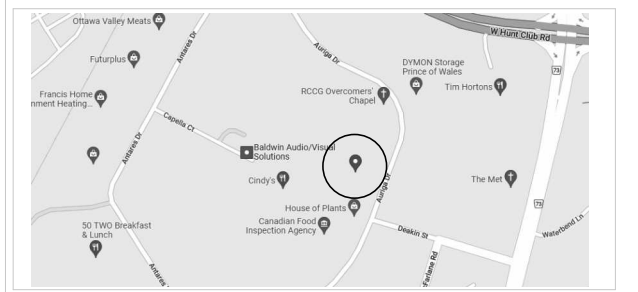 Ottawa Valley Meats
W Hunt Club Rd
Antares Dr
Auriga Dr
Futurplus
DYMON Storage
Prince of Wales
73
RCCG Overcomers'
Chapel
Tim Hortons
Francis Home
nment Heating...
Capella Ct
Antares Dr
Baldwin Audio/Visual
Solutions
Cindy's
Auriga Dr
The Met
House of Plants
73
50 TWO Breakfast
& Lunch
Canadian Food
Inspection Agency
Deakin St
Waterbend Ln
Antares
cFarlane Rd